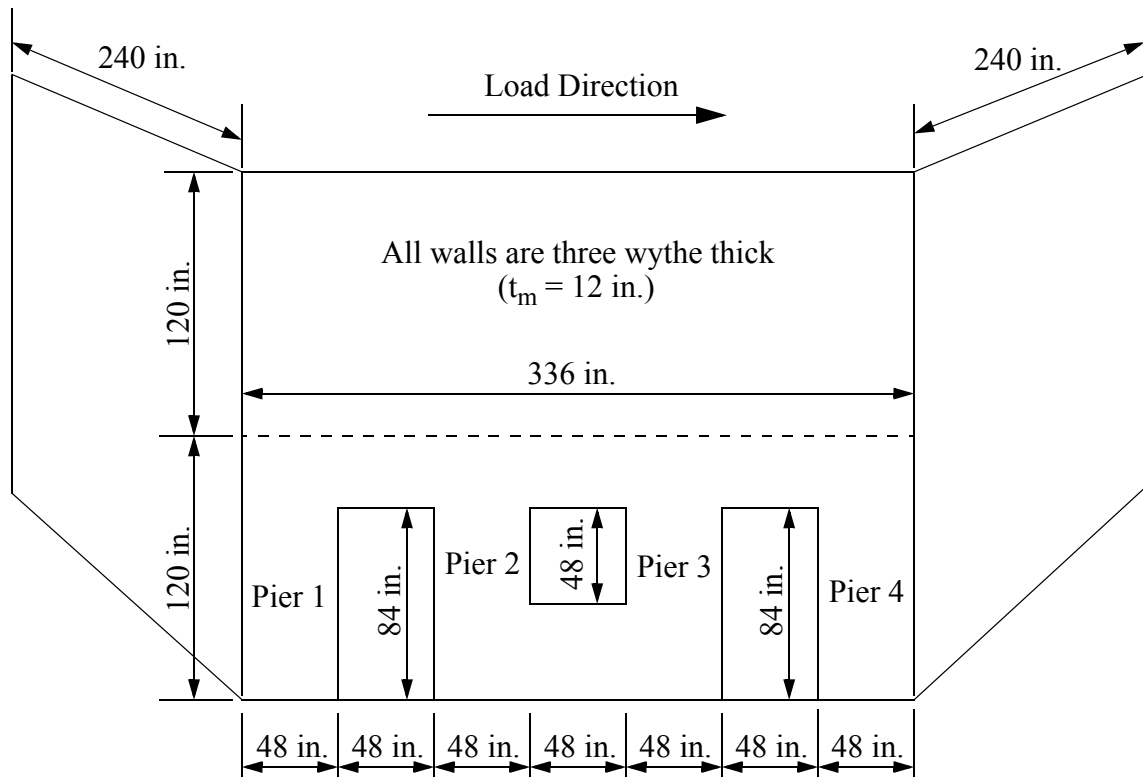 240 in.
240 in.
Load Direction
All walls are three wythe thick
(tm = 12 in.)
120 in.
336 in.
120 in.
Pier 1
84 in.
Pier 2
48 in.
Pier 3
84 in.
Pier 4
48 in.
48 in.
48 in.
48 in.
48 in.
48 in.
48 in.